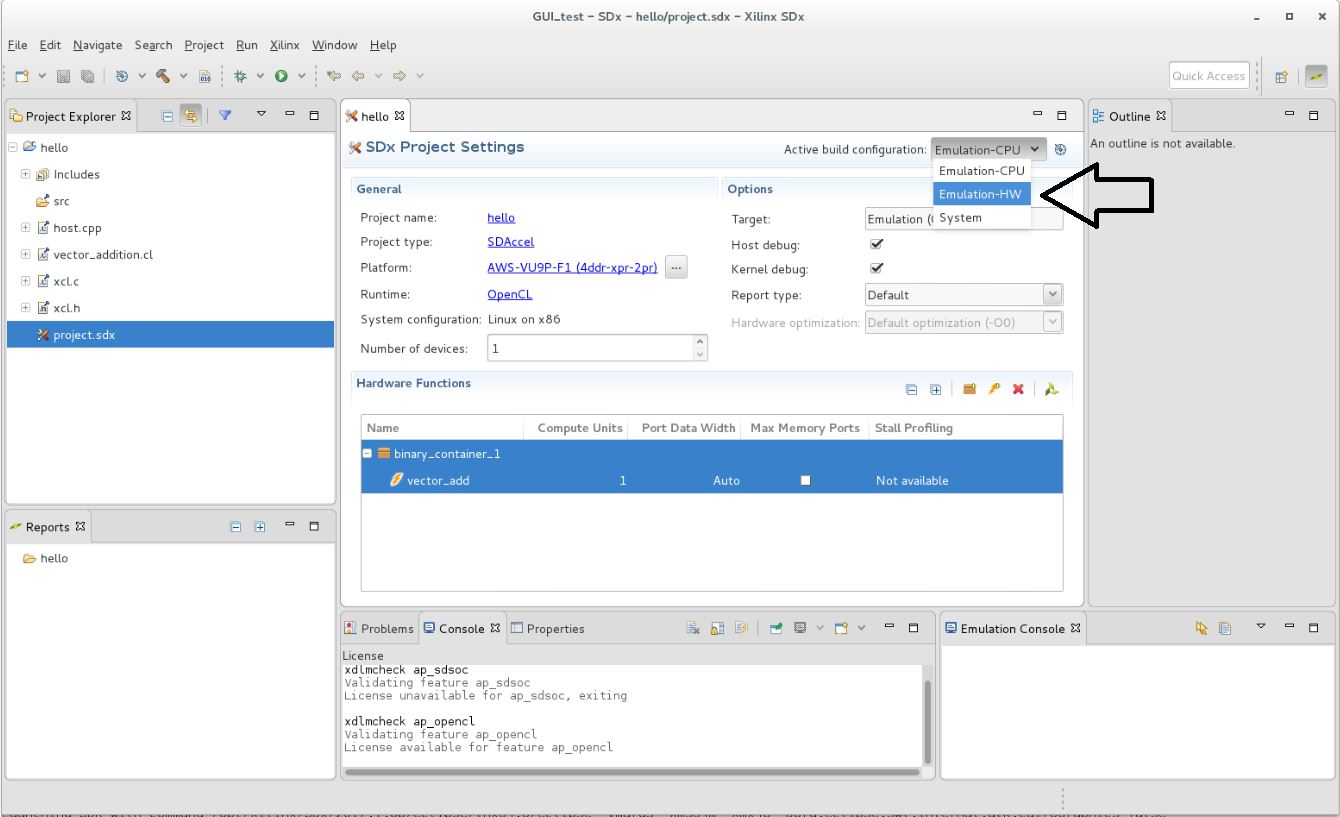 GUI_test – SDx – hello/project.sdx – Xilinx SDx
File Edit Navigate Search Project Run Xilinx Window Help
010
Quick Access
Project Explorer
hello
Includes
src
host.cpp
vector_addition.cl
xcl.c
xcl.h
project.sdx
Reports
hello
hello
SDx Project Settings
Active build configuration: Emulation-CPU
Emulation-CPU
Emulation-HW
System
General
Project name: hello
Project type: SDAccel
Platform: AWS-VU9P-F1 (4ddr-xpr-2pr) ...
Runtime: OpenCL
System configuration: Linux on x86
Number of devices: 1
Options
Target: Emulation (
Host debug:
Kernel debug:
Report type: Default
Hardware optimization: Default optimization (-O0)
Hardware Functions
Name Compute Units Port Data Width Max Memory Ports Stall Profiling
binary_container_1
vector_add 1 Auto Not available
Outline
An outline is not available.
Problems Console Properties
License
xdlmcheck ap_sdsoc
Validating feature ap_sdsoc
License unavailable for ap_sdsoc, exiting
xdlmcheck ap_opencl
Validating feature ap_opencl
License available for feature ap_opencl
Emulation Console